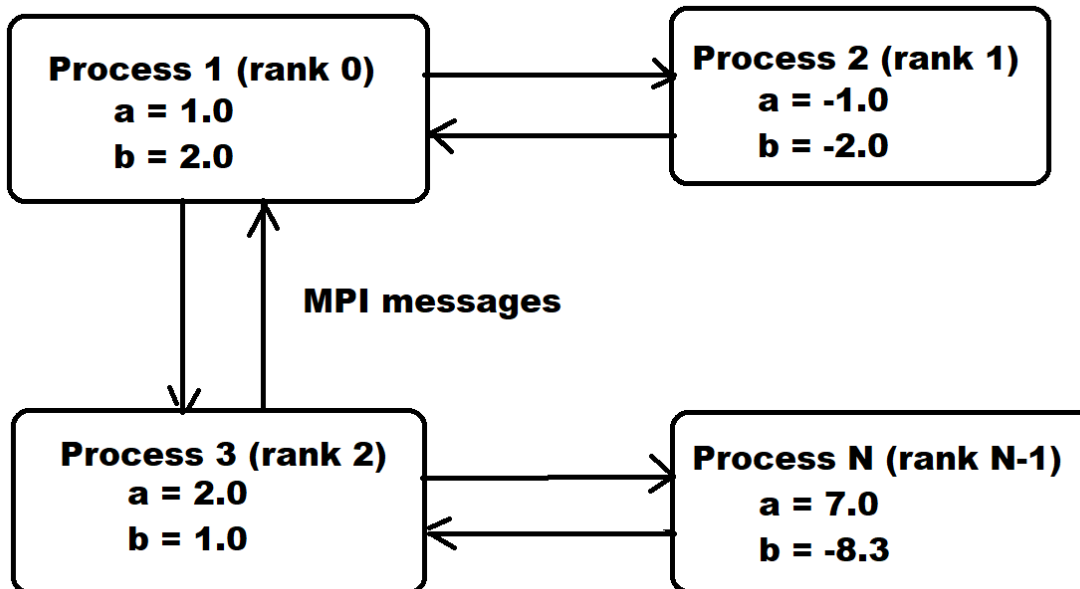 Process 1 (rank 0)
a = 1.0
b = 2.0
Process 2 (rank 1)
a = -1.0
b = -2.0
MPI messages
Process 3 (rank 2)
a = 2.0
b = 1.0
Process N (rank N-1)
a = 7.0
b = -8.3